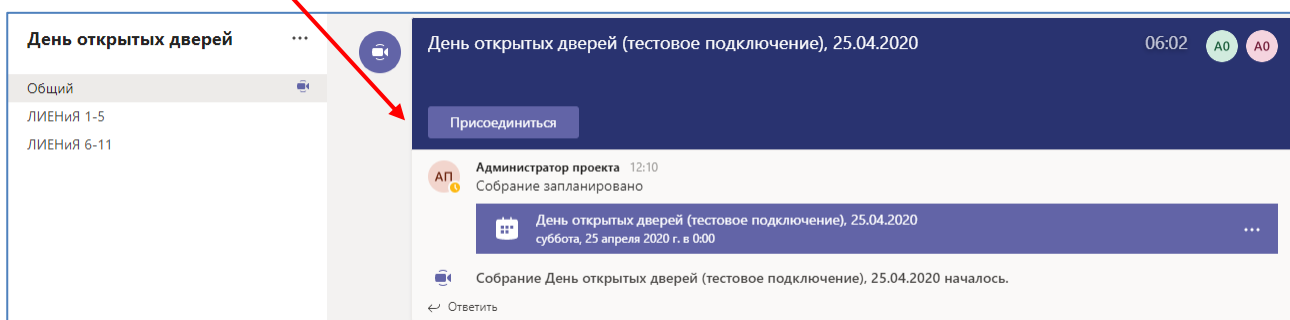 День открытых дверей ...
Общий
ЛИЕНиЯ 1-5
ЛИЕНиЯ 6-11
День открытых дверей (тестовое подключение), 25.04.2020 06:02 А0 А0
Присоединиться
АП Администратор проекта 12:10
Собрание запланировано
День открытых дверей (тестовое подключение), 25.04.2020
суббота, 25 апреля 2020 г. в 0:00 ...
Собрание День открытых дверей (тестовое подключение), 25.04.2020 началось.
Ответить